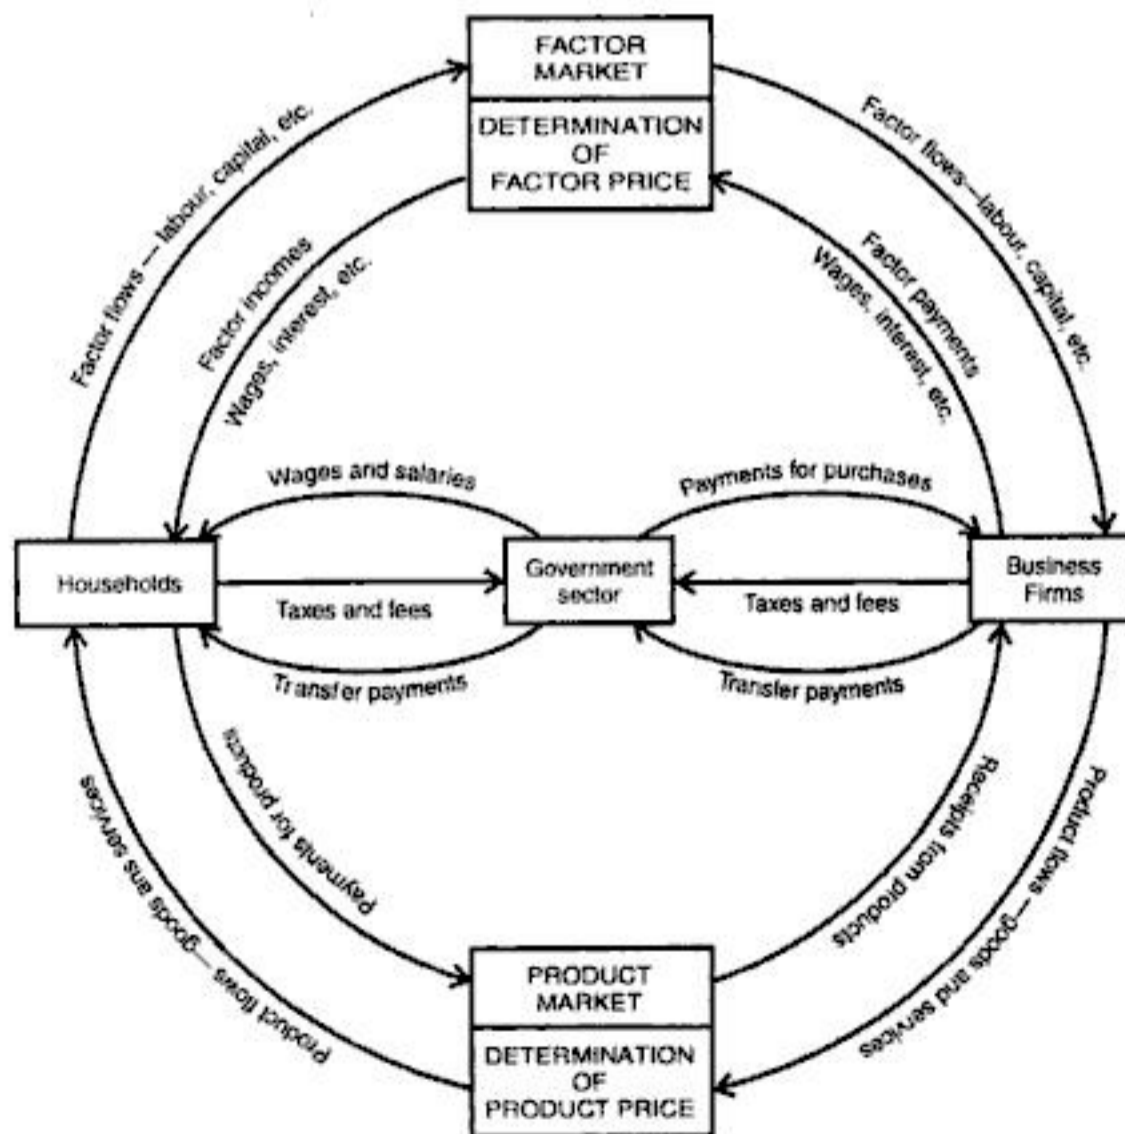 FACTOR
MARKET
DETERMINATION
OF
FACTOR PRICE
Factor flows — labour, capital, etc.
Factor incomes
Wages, interest, etc.
Factor flows—labour, capital, etc.
Factor payments
Wages, interest, etc.
Wages and salaries
Payments for purchases
Households
Government
sector
Business
Firms
Taxes and fees
Taxes and fees
Transfer payments
Transfer payments
Payments for products
Product flows —goods ans services
Receipts from products
Product flows—goods and services
PRODUCT
MARKET
DETERMINATION
OF
PRODUCT PRICE